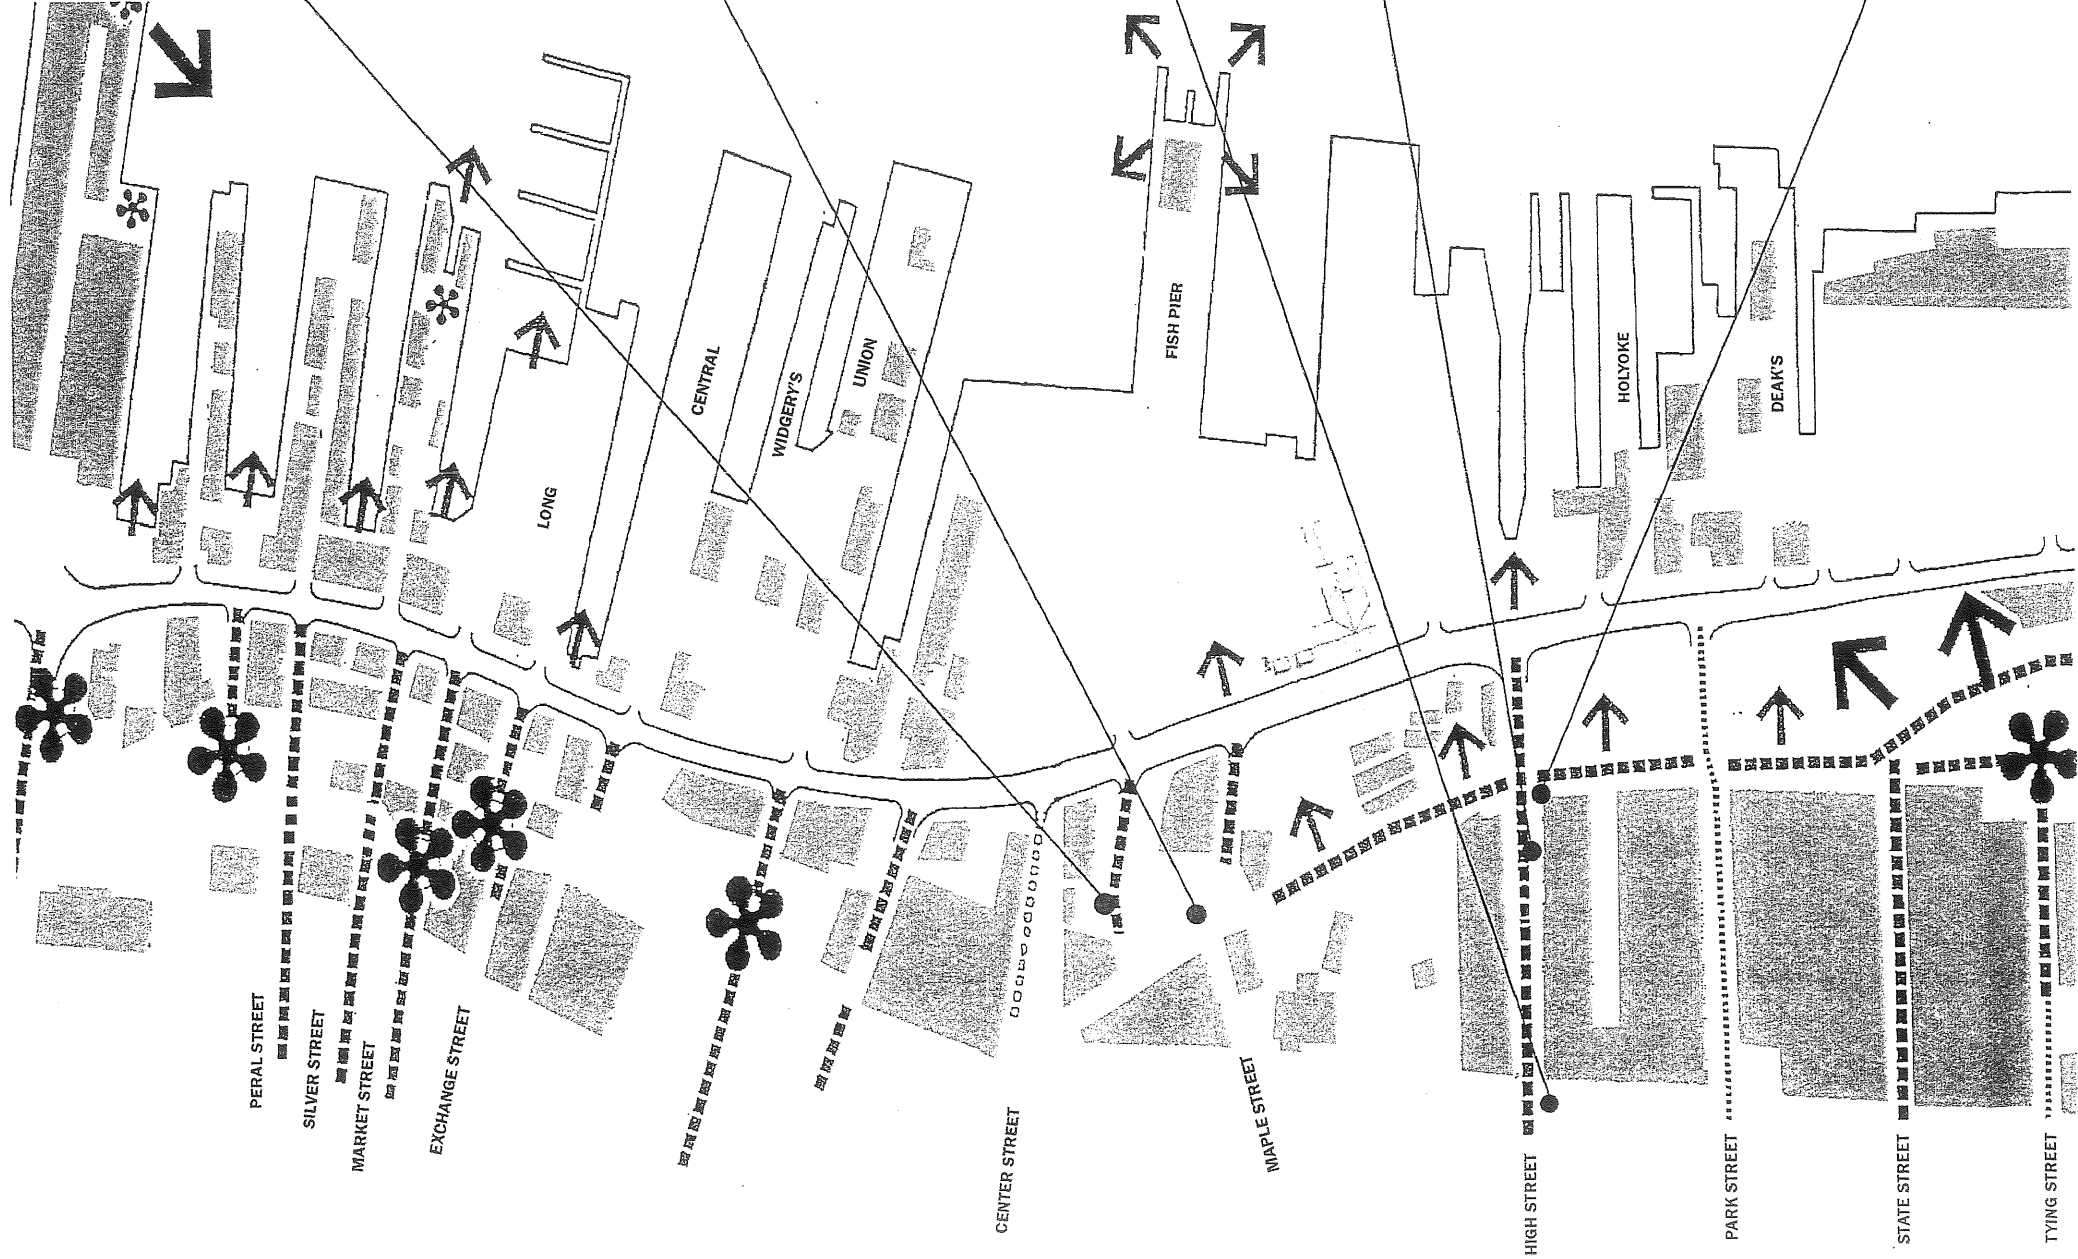 FISH PIER
HOLYOKE
DEAK'S
CENTRAL
WIDGERY'S
UNION
LONG
PERAL STREET
SILVER STREET
MARKET STREET
EXCHANGE STREET
CENTER STREET
MAPLE STREET
HIGH STREET
PARK STREET
STATE STREET
TYING STREET